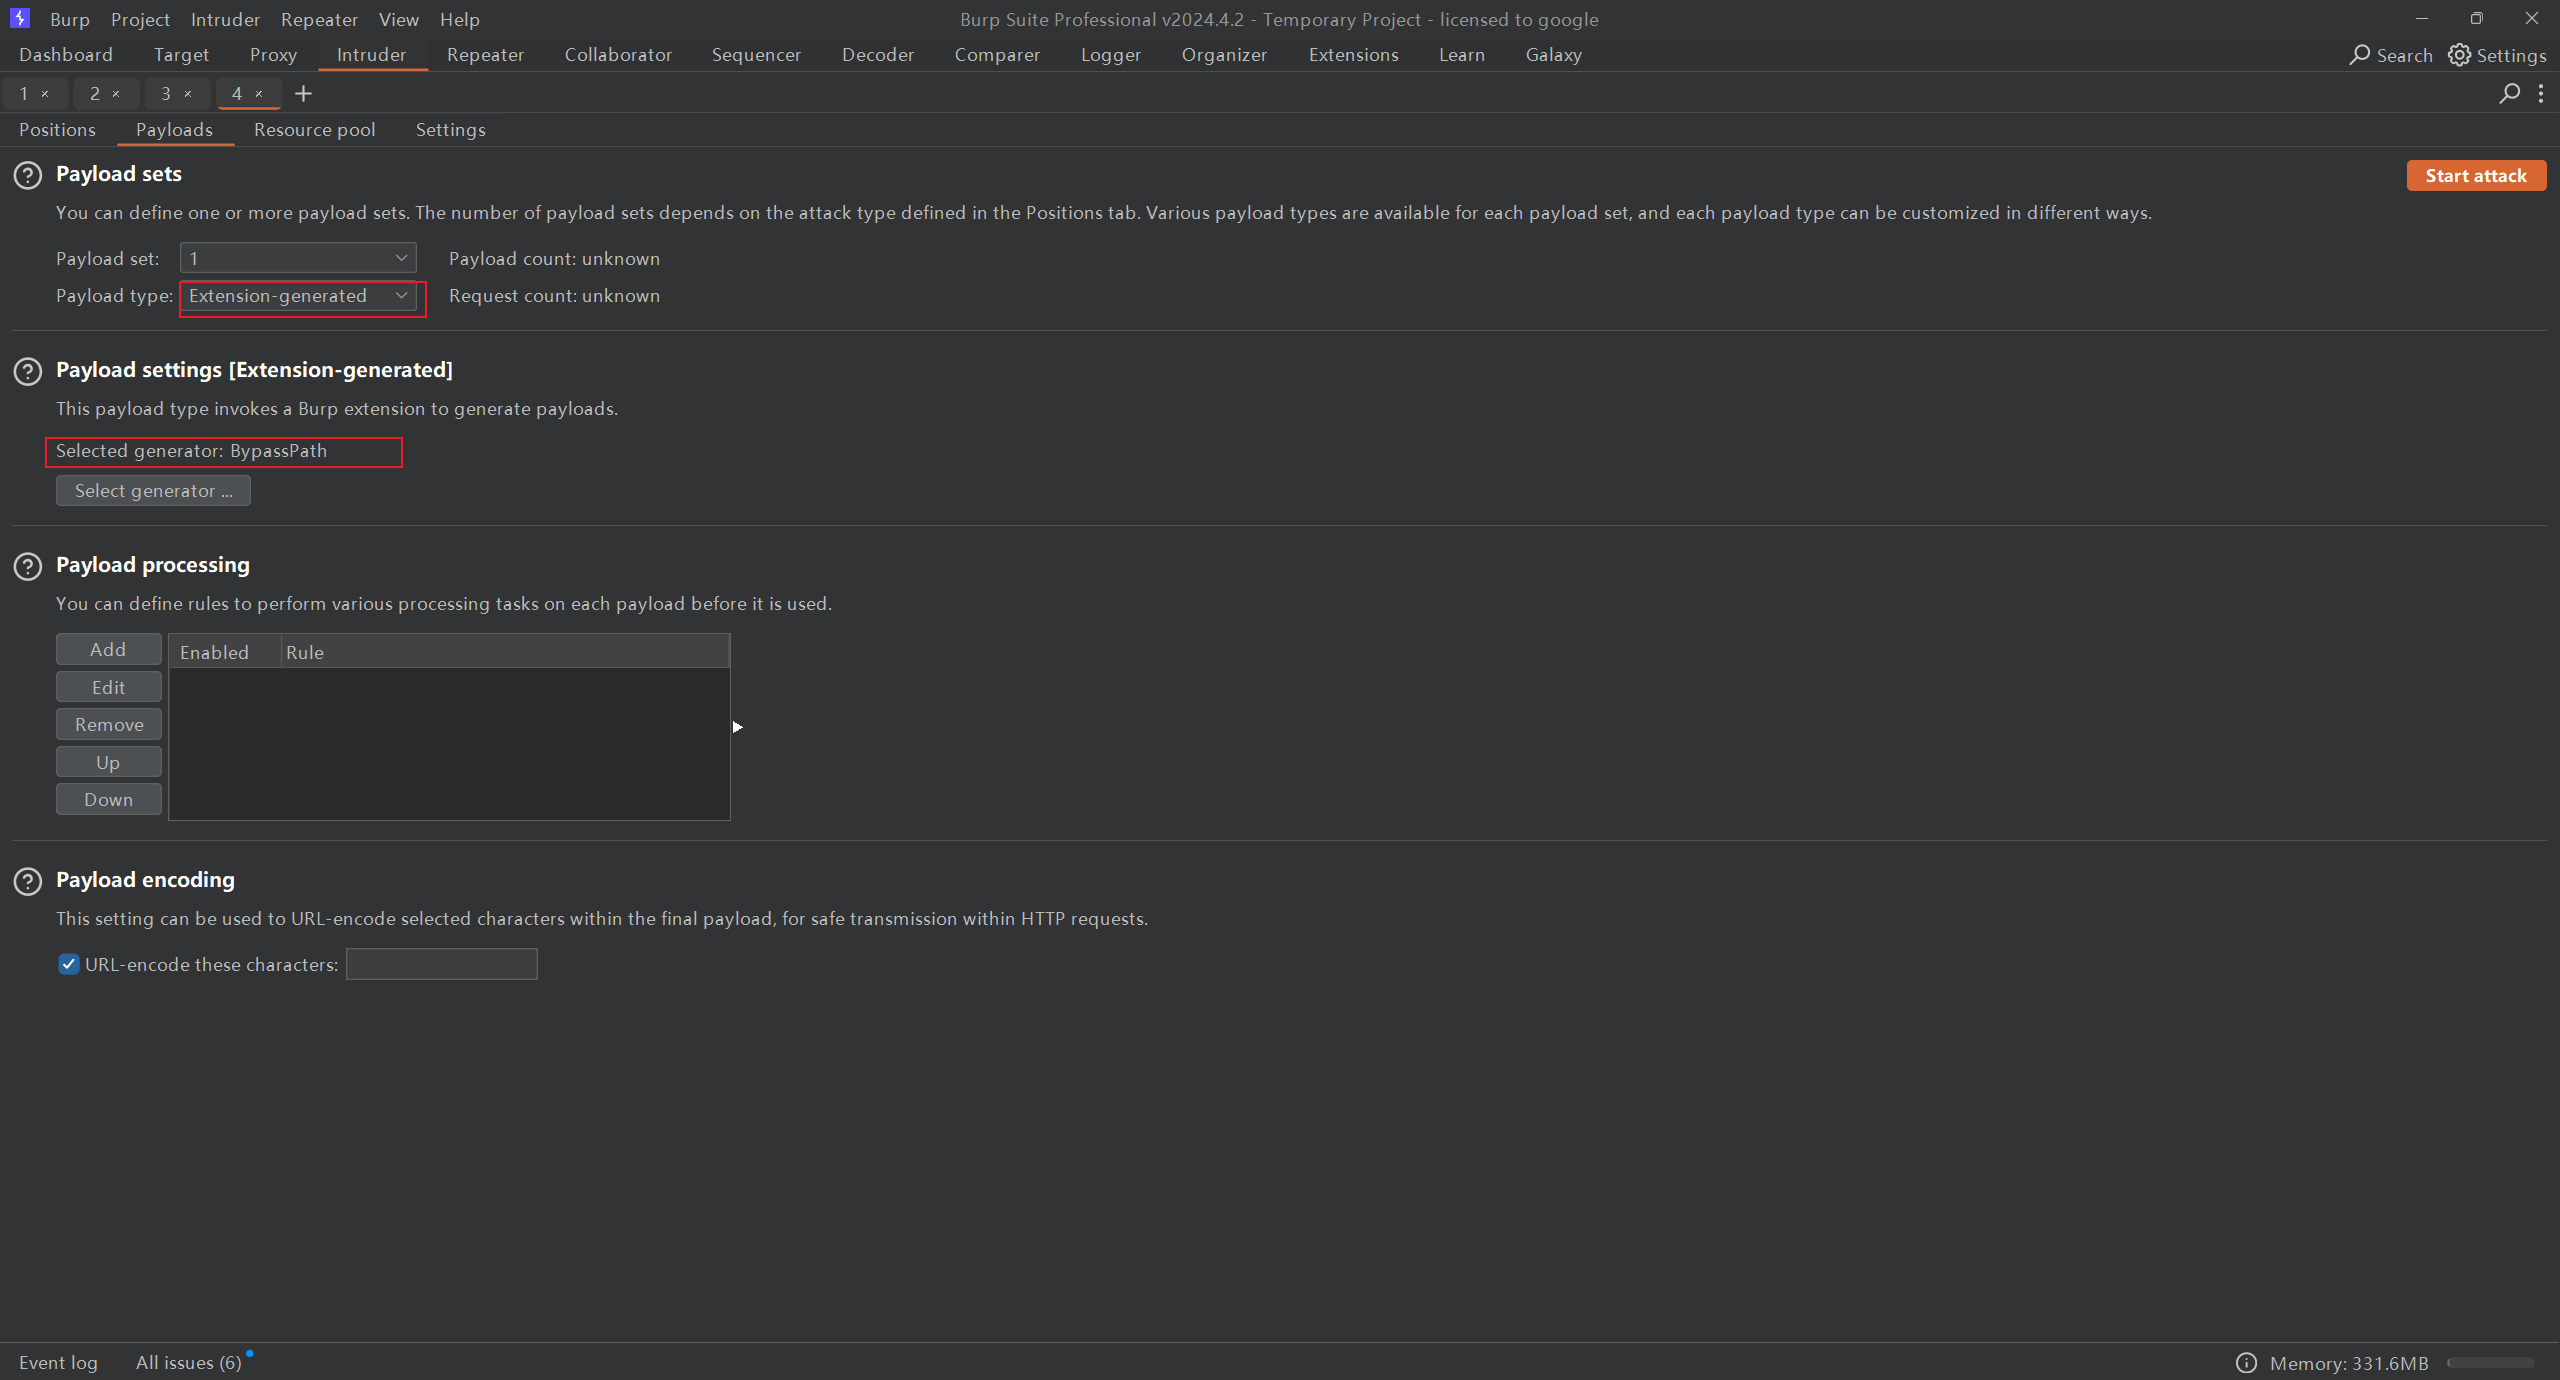 Burp Project Intruder Repeater View Help Burp Suite Professional v2024.4.2 - Temporary Project - licensed to google
Dashboard Target Proxy Intruder Repeater Collaborator Sequencer Decoder Comparer Logger Organizer Extensions Learn Galaxy Search Settings
1 × 2 × 3 × 4 × +
Positions Payloads Resource pool Settings
? Payload sets Start attack
You can define one or more payload sets. The number of payload sets depends on the attack type defined in the Positions tab. Various payload types are available for each payload set, and each payload type can be customized in different ways.
Payload set: 1 Payload count: unknown
Payload type: Extension-generated Request count: unknown
? Payload settings [Extension-generated]
This payload type invokes a Burp extension to generate payloads.
Selected generator: BypassPath
Select generator ...
? Payload processing
You can define rules to perform various processing tasks on each payload before it is used.
Add Enabled Rule
Edit
Remove
Up
Down
? Payload encoding
This setting can be used to URL-encode selected characters within the final payload, for safe transmission within HTTP requests.
URL-encode these characters:
Event log All issues (6) Memory: 331.6MB